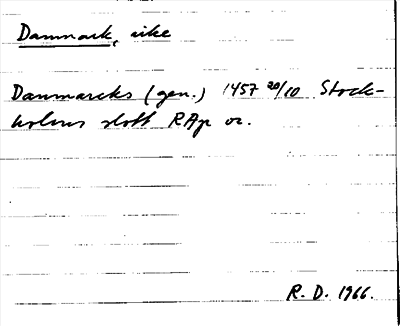 Danmark, rike
Danmarcks (gen.) 1457 20/10 Stock-
holms slott RAp or.
R. D. 1966.